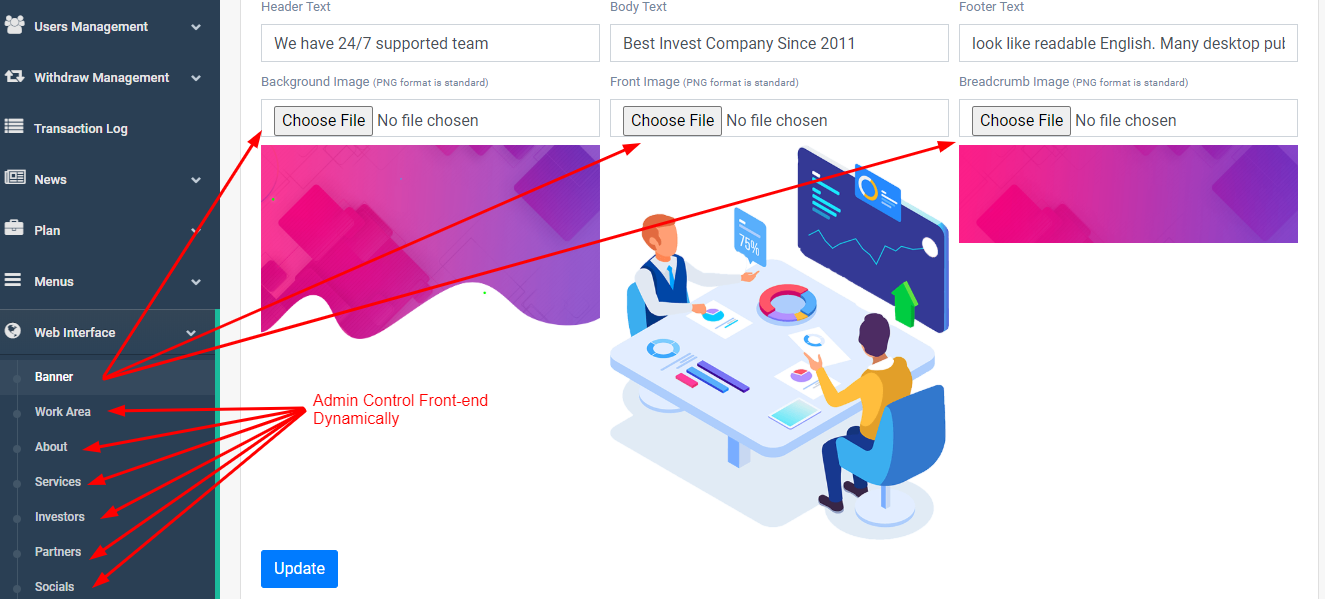 Users Management
Withdraw Management
Transaction Log
News
Plan
Menus
Web Interface
Banner
Work Area
About
Services
Investors
Partners
Socials
Header Text
We have 24/7 supported team
Body Text
Best Invest Company Since 2011
Footer Text
look like readable English. Many desktop pub
Background Image (PNG format is standard)
Choose File No file chosen
Front Image (PNG format is standard)
Choose File No file chosen
Breadcrumb Image (PNG format is standard)
Choose File No file chosen
75%
Admin Control Front-end
Dynamically
Update